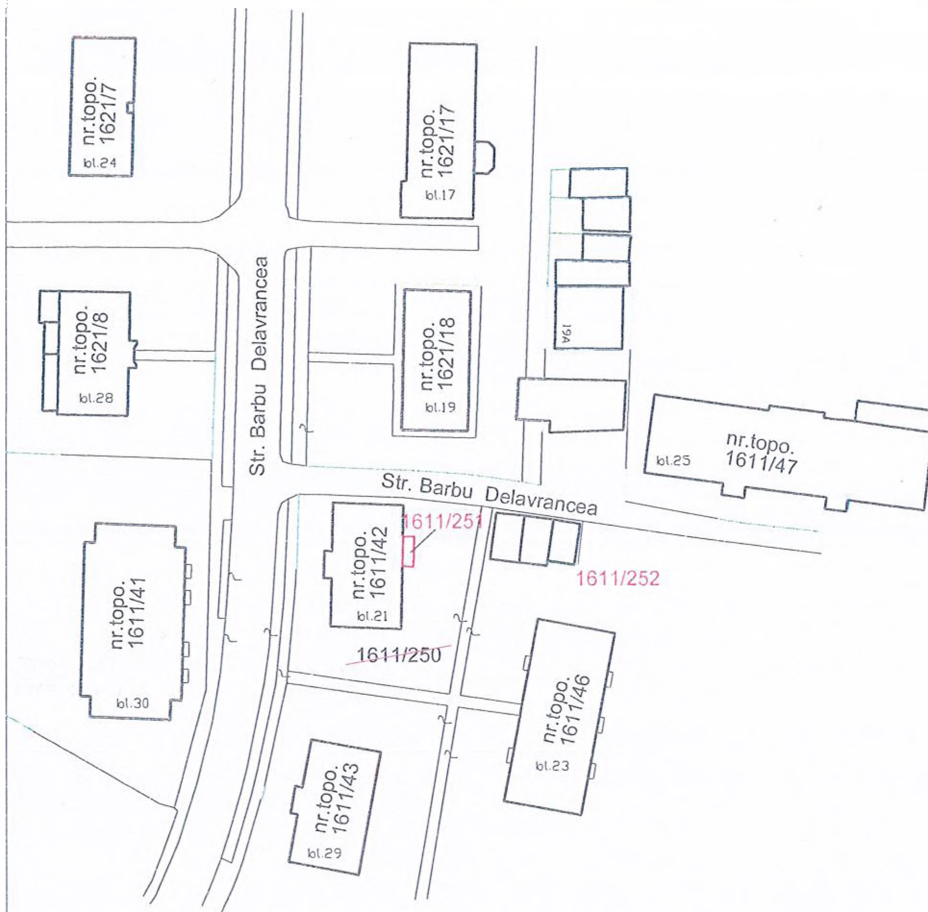 nr.topo.
1621/7
bl.24
nr.topo.
1621/17
bl.17
nr.topo.
1621/8
bl.28
Str. Barbu Delavrancea
nr.topo.
1621/18
bl.19
19A
nr.topo.
1611/47
bl.25
Str. Barbu Delavrancea
nr.topo.
1611/41
bl.30
nr.topo.
1611/42
bl.21
1611/251
1611/252
1611/250
nr.topo.
1611/46
bl.23
nr.topo.
1611/43
bl.29